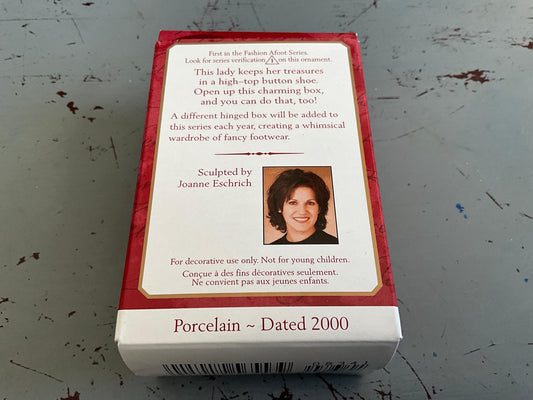 First in the Fashion Afoot Series.
Look for series verification 1 on this ornament.
This lady keeps her treasures
in a high–top button shoe.
Open up this charming box,
and you can do that, too!
A different hinged box will be added to
this series each year, creating a whimsical
wardrobe of fancy footwear.
Sculpted by
Joanne Eschrich
For decorative use only. Not for young children.
Conçue à des fins décoratives seulement.
Ne convient pas aux jeunes enfants.
Porcelain ~ Dated 2000